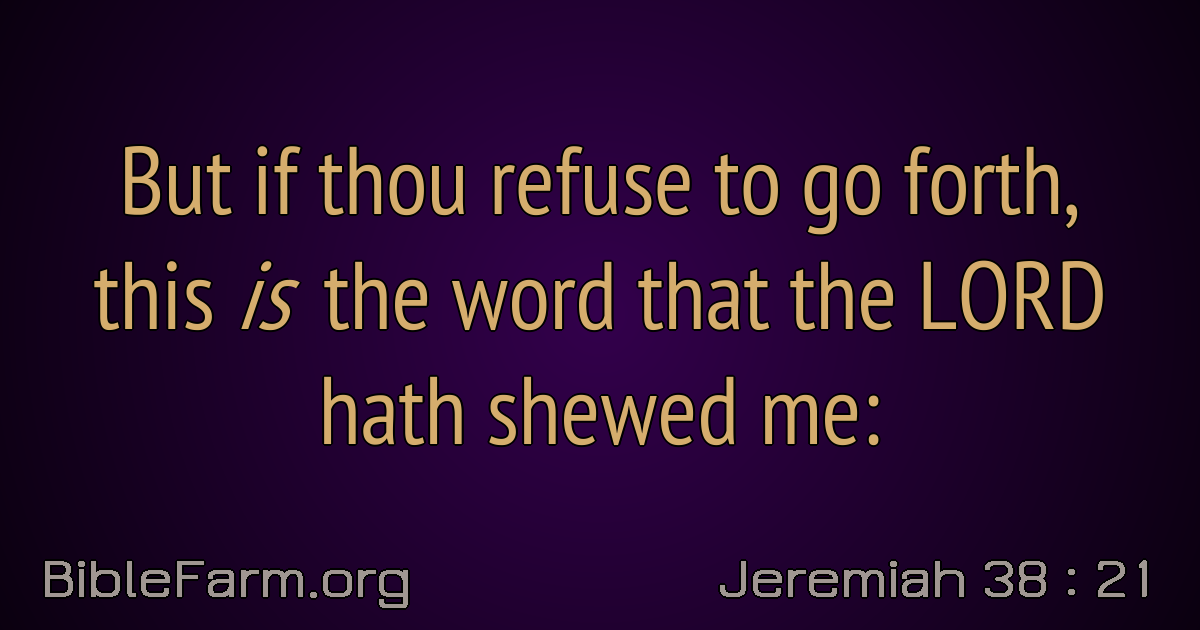 But if thou refuse to go forth,
this is the word that the LORD
hath shewed me:
BibleFarm.org
Jeremiah 38 : 21